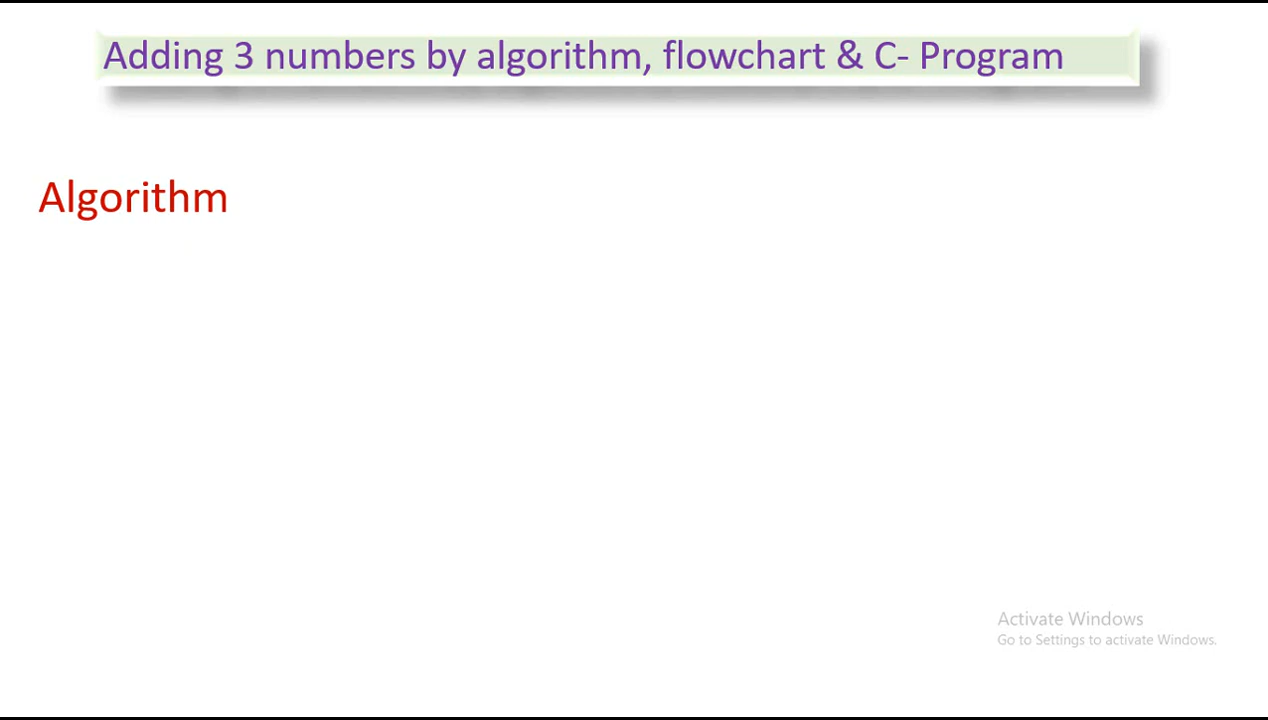 Adding 3 numbers by algorithm, flowchart & C- Program
Algorithm
Activate Windows
Go to Settings to activate Windows.